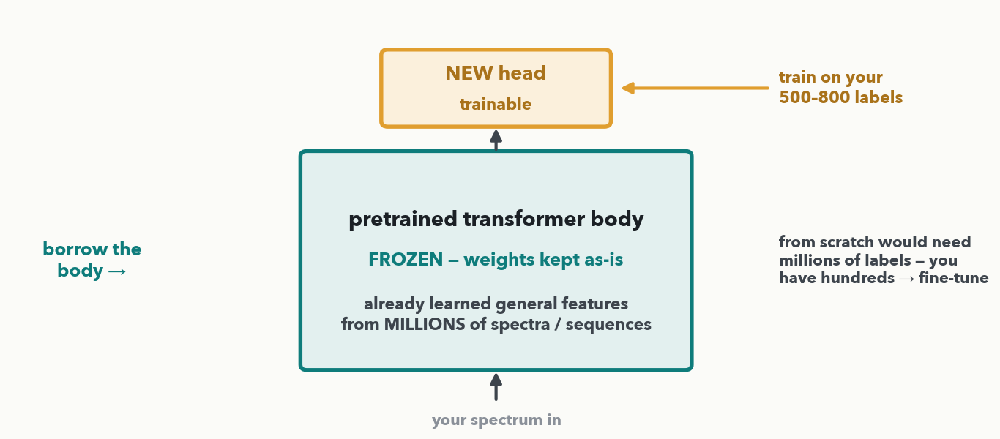 NEW head
trainable
train on your
500–800 labels
pretrained transformer body
FROZEN — weights kept as-is
already learned general features
from MILLIONS of spectra / sequences
borrow the
body →
from scratch would need
millions of labels — you
have hundreds → fine-tune
your spectrum in